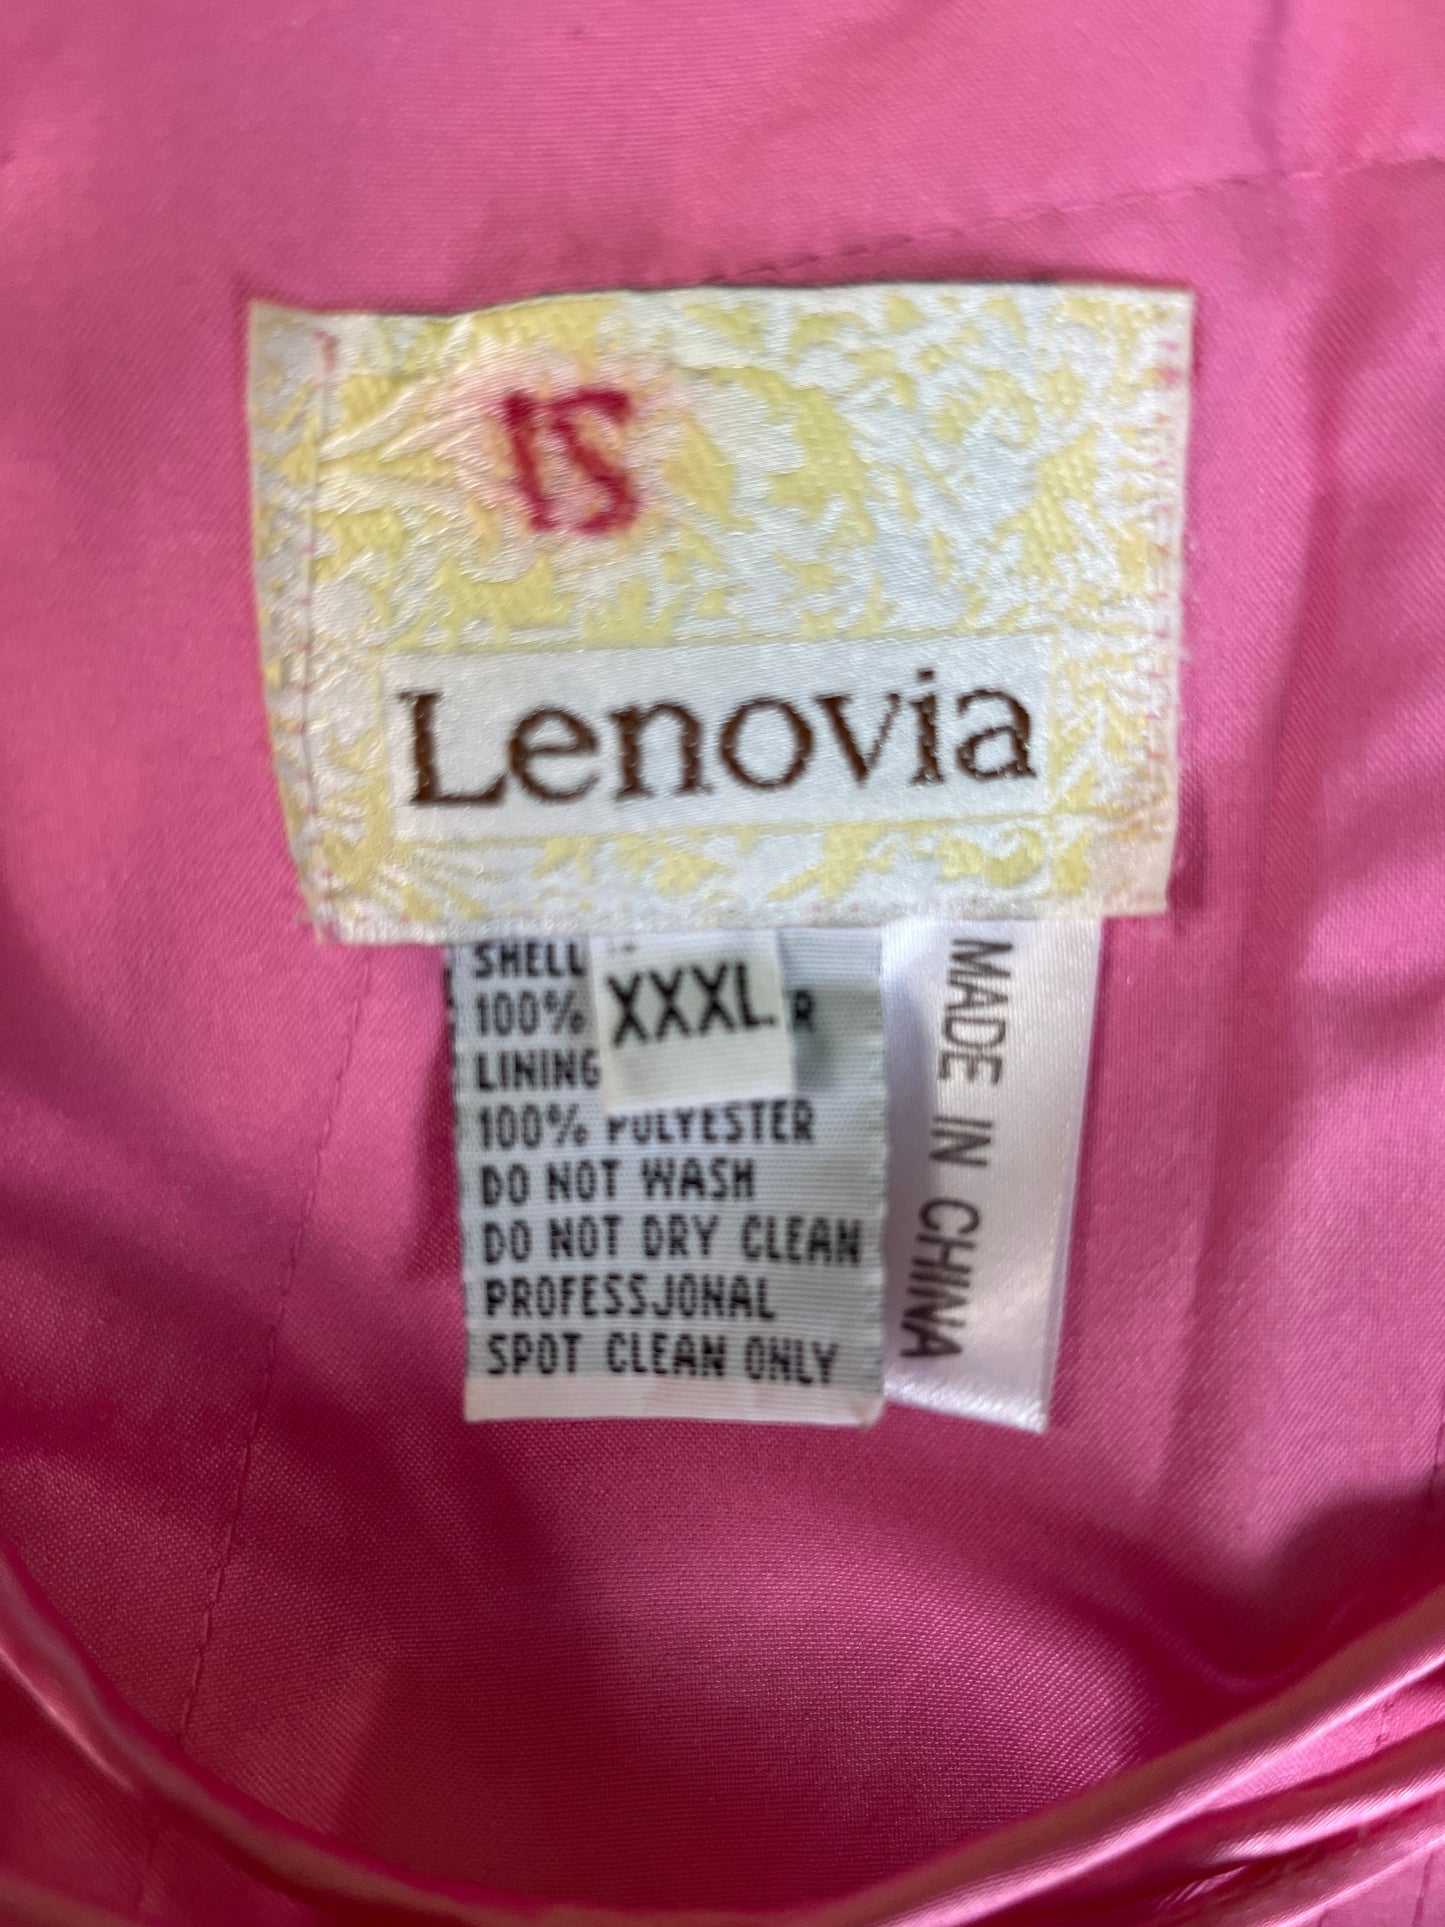 Lenovia
XXXL
SHELL
100%
LINING
100% POLYESTER
DO NOT WASH
DO NOT DRY CLEAN
PROFESSJONAL
SPOT CLEAN ONLY
MADE IN CHINA